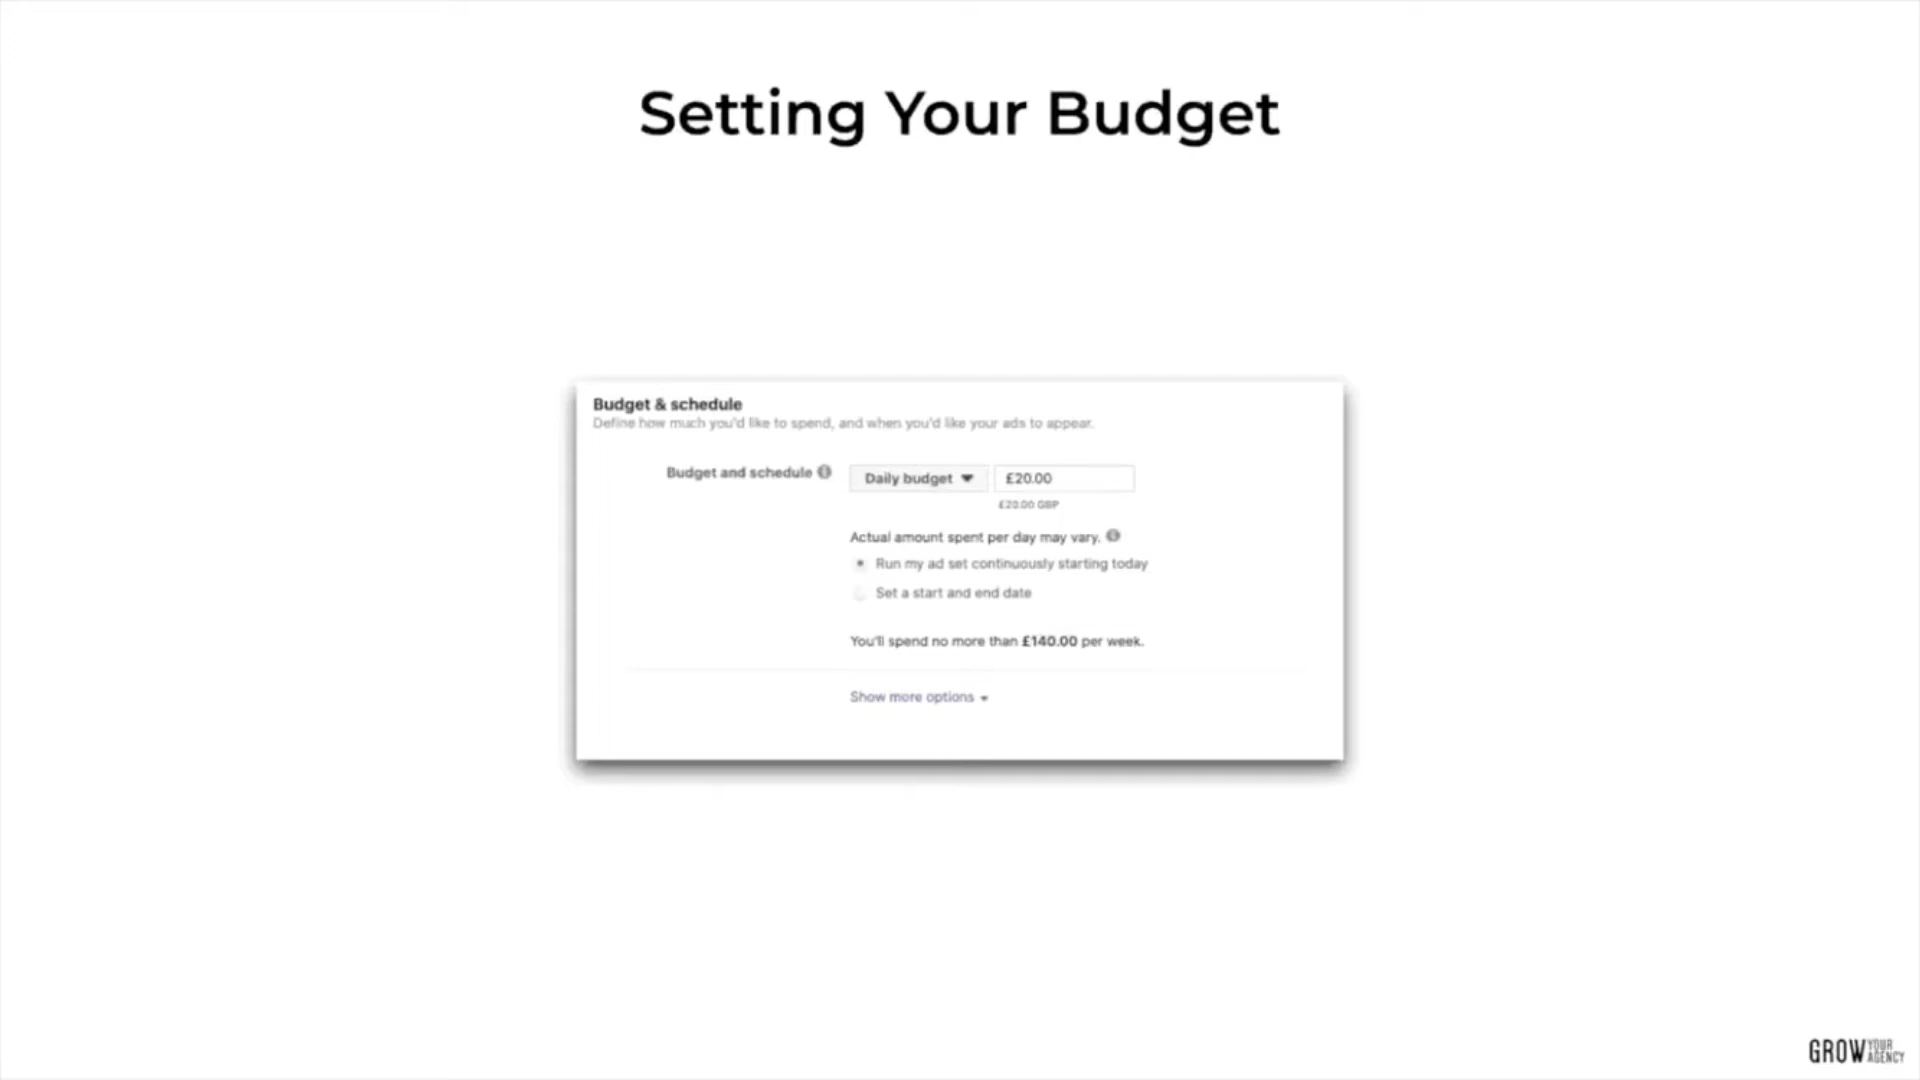 Setting Your Budget
Budget & schedule
Define how much you'd like to spend, and when you'd like your ads to appear.
Budget and schedule
Daily budget
£20.00
£20.00 GBP
Actual amount spent per day may vary.
Run my ad set continuously starting today
Set a start and end date
You'll spend no more than £140.00 per week.
Show more options
GROW YOUR AGENCY